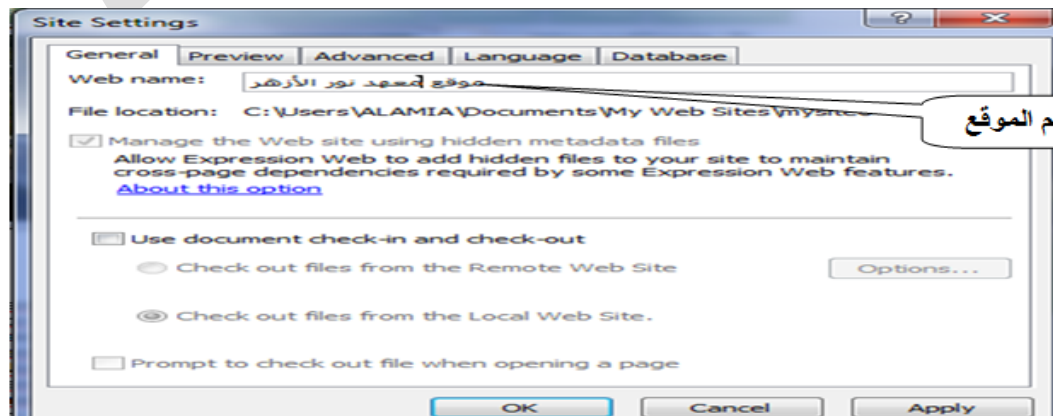 Site Settings
General Preview Advanced Language Database
Web name: موقع معهد نور الأزهر
File location: C:\Users\ALAMIA\Documents\My Web Sites\
م الموقع
Manage the Web site using hidden metadata files
Allow Expression Web to add hidden files to your site to maintain
cross-page dependencies required by some Expression Web features.
About this option
Use document check-in and check-out
Check out files from the Remote Web Site Options...
Check out files from the Local Web Site.
Prompt to check out file when opening a page
OK Cancel Apply